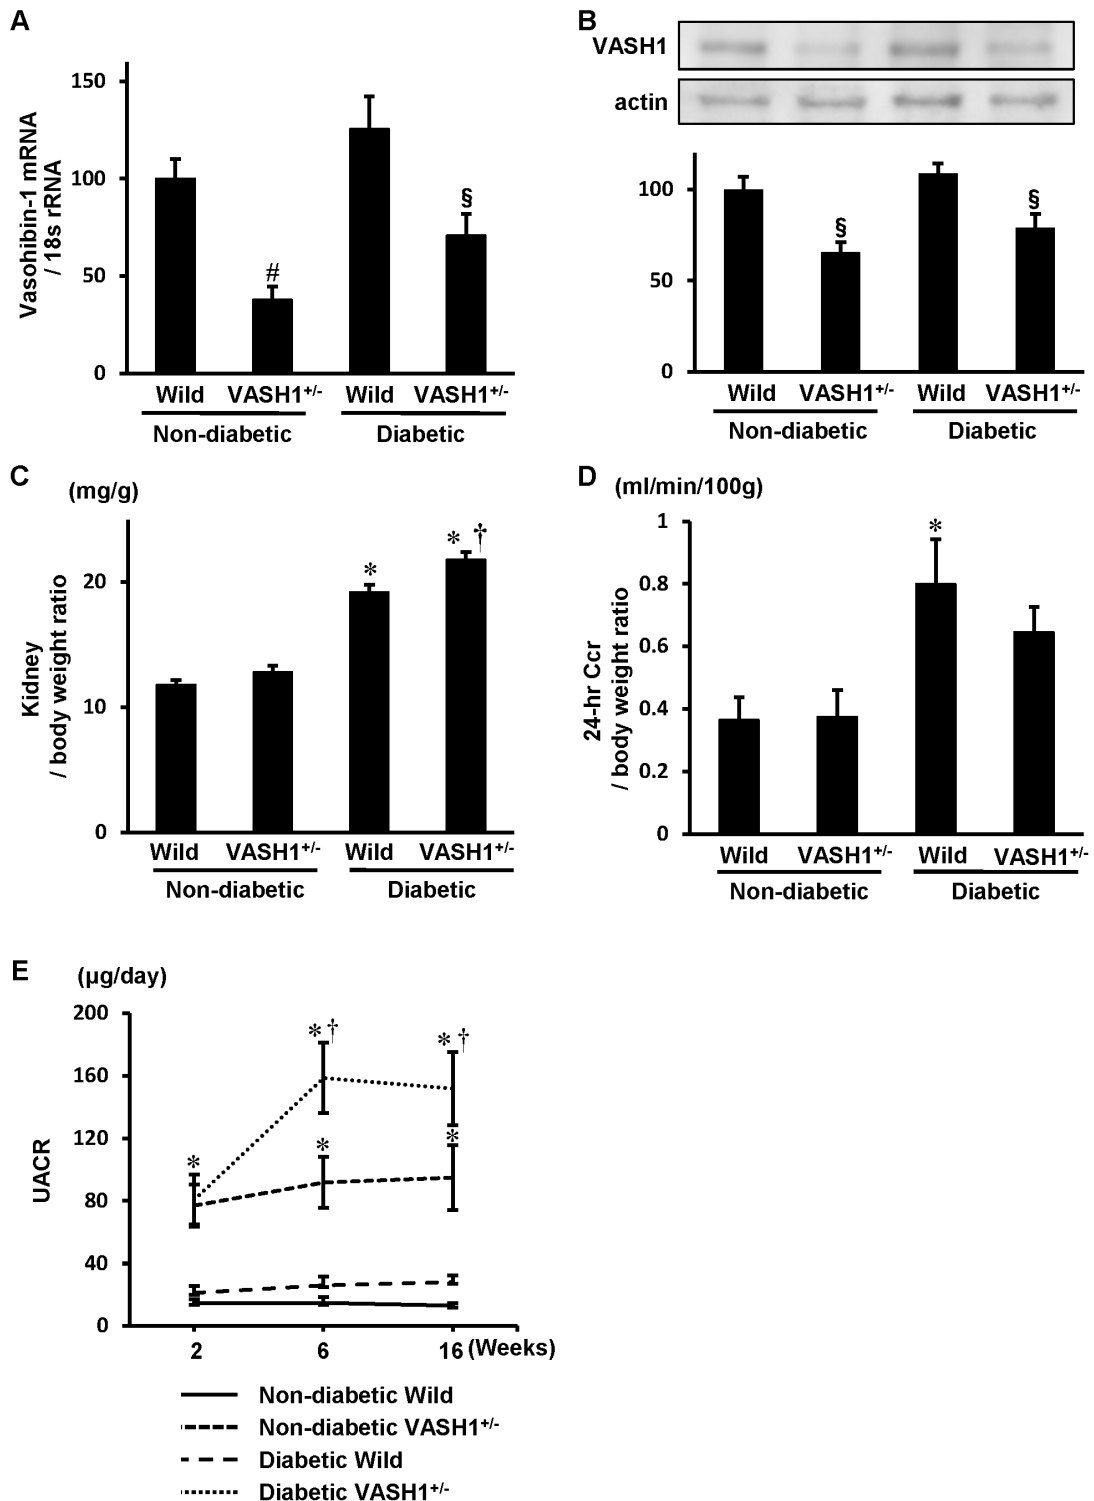 A
150
100
50
0
Vasohibin-1 mRNA
/ 18s rRNA
#
§
Wild VASH1+/- Wild VASH1+/-
Non-diabetic Diabetic
B
VASH1
actin
100
50
0
§
§
Wild VASH1+/- Wild VASH1+/-
Non-diabetic Diabetic
C
(mg/g)
20
10
0
Kidney
/ body weight ratio
*
* †
Wild VASH1+/- Wild VASH1+/-
Non-diabetic Diabetic
D
(ml/min/100g)
1
0.8
0.6
0.4
0.2
0
24-hr Ccr
/ body weight ratio
*
Wild VASH1+/- Wild VASH1+/-
Non-diabetic Diabetic
E
(μg/day)
200
160
120
80
40
0
UACR
* †
* †
*
*
*
2 6 16 (Weeks)
Non-diabetic Wild
Non-diabetic VASH1+/-
Diabetic Wild
Diabetic VASH1+/-